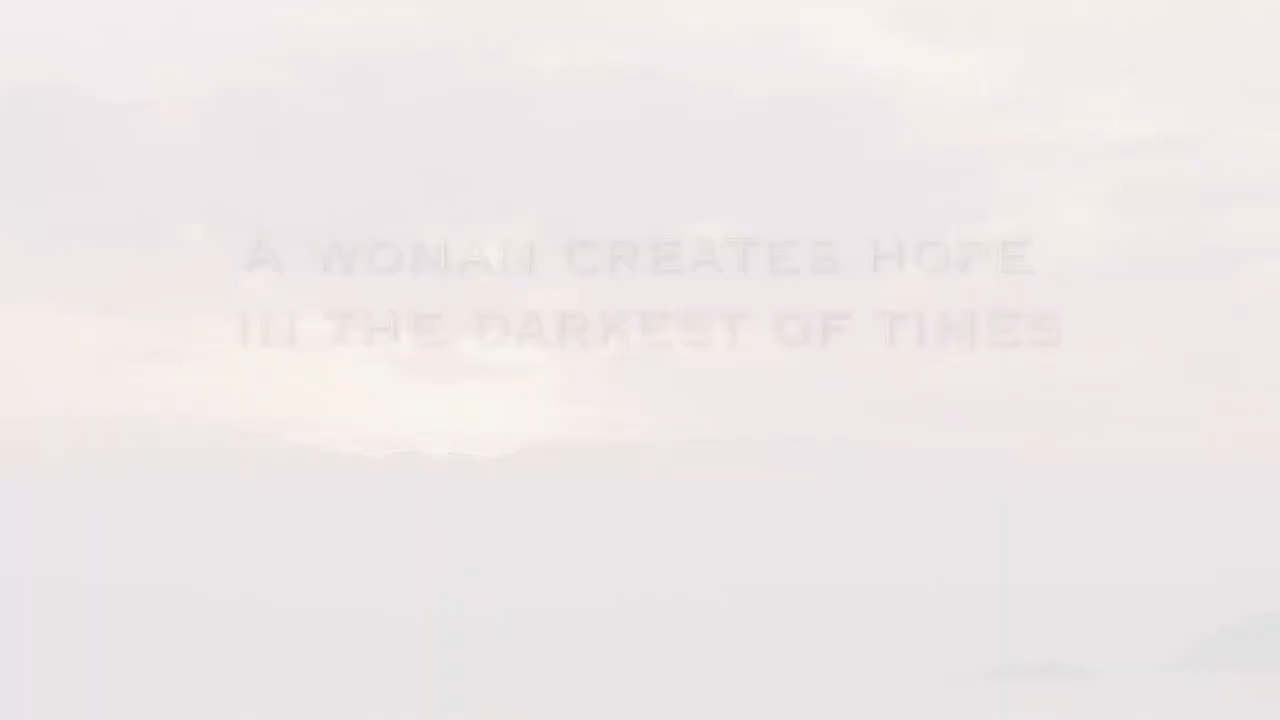 A WOMAN CREATES HOPE
IN THE DARKEST OF TIMES